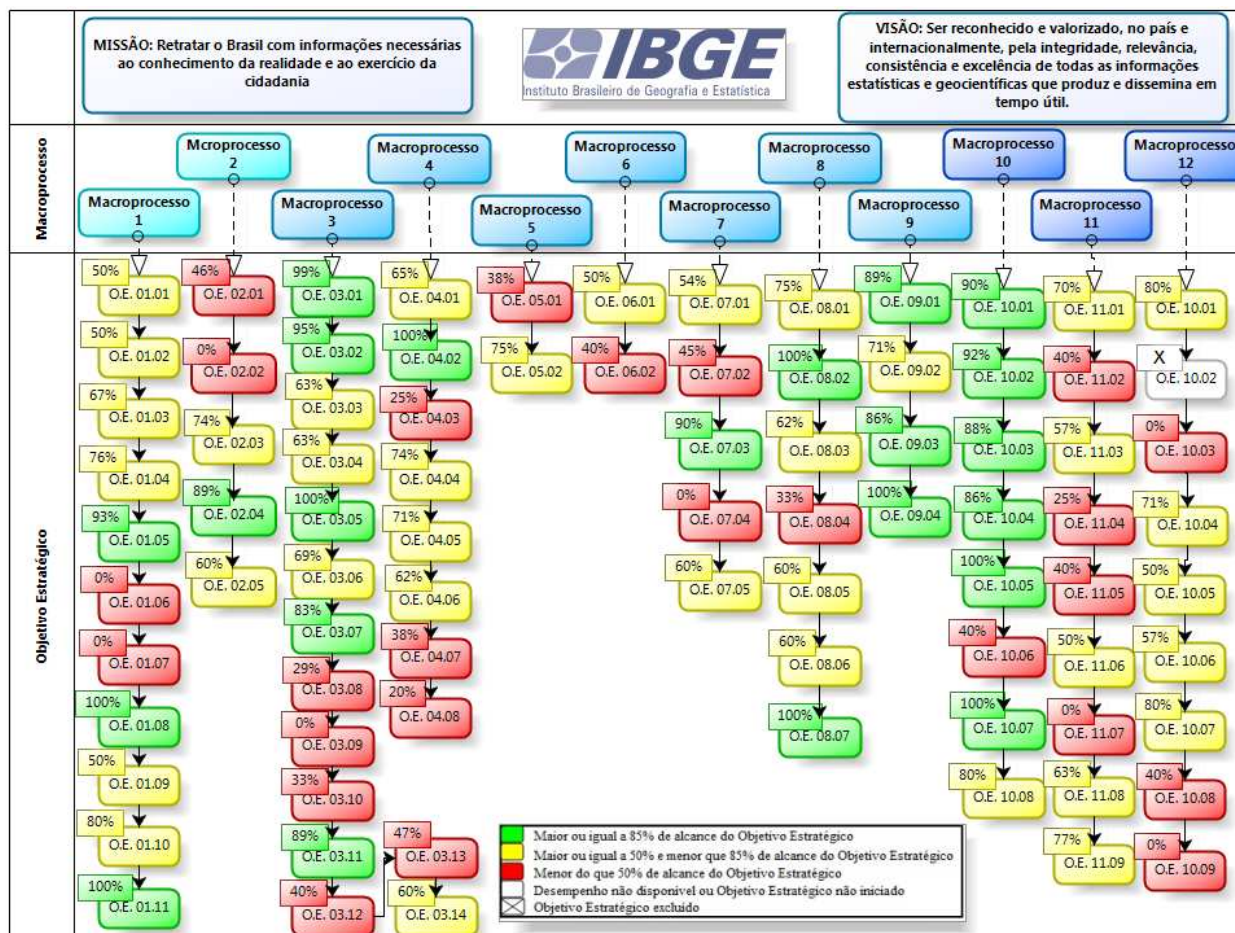 MISSÃO: Retratar o Brasil com informações necessárias
ao conhecimento da realidade e ao exercício da
cidadania
IBGE
Instituto Brasileiro de Geografia e Estatística
VISÃO: Ser reconhecido e valorizado, no país e
internacionalmente, pela integridade, relevância,
consistência e excelência de todas as informações
estatísticas e geocientíficas que produz e dissemina em
tempo útil.
Macroprocesso
Macroprocesso
1
Mcroprocesso
2
Macroprocesso
3
Macroprocesso
4
Macroprocesso
5
Macroprocesso
6
Macroprocesso
7
Macroprocesso
8
Macroprocesso
9
Macroprocesso
10
Macroprocesso
11
Macroprocesso
12
Objetivo Estratégico
50%
O.E. 01.01
50%
O.E. 01.02
67%
O.E. 01.03
76%
O.E. 01.04
93%
O.E. 01.05
0%
O.E. 01.06
0%
O.E. 01.07
100%
O.E. 01.08
50%
O.E. 01.09
80%
O.E. 01.10
100%
O.E. 01.11
46%
O.E. 02.01
0%
O.E. 02.02
74%
O.E. 02.03
89%
O.E. 02.04
60%
O.E. 02.05
99%
O.E. 03.01
95%
O.E. 03.02
63%
O.E. 03.03
63%
O.E. 03.04
100%
O.E. 03.05
69%
O.E. 03.06
83%
O.E. 03.07
29%
O.E. 03.08
0%
O.E. 03.09
33%
O.E. 03.10
89%
O.E. 03.11
40%
O.E. 03.12
47%
O.E. 03.13
60%
O.E. 03.14
65%
O.E. 04.01
100%
O.E. 04.02
25%
O.E. 04.03
74%
O.E. 04.04
71%
O.E. 04.05
62%
O.E. 04.06
38%
O.E. 04.07
20%
O.E. 04.08
38%
O.E. 05.01
75%
O.E. 05.02
50%
O.E. 06.01
40%
O.E. 06.02
54%
O.E. 07.01
45%
O.E. 07.02
90%
O.E. 07.03
0%
O.E. 07.04
60%
O.E. 07.05
75%
O.E. 08.01
100%
O.E. 08.02
62%
O.E. 08.03
33%
O.E. 08.04
60%
O.E. 08.05
60%
O.E. 08.06
100%
O.E. 08.07
89%
O.E. 09.01
71%
O.E. 09.02
86%
O.E. 09.03
100%
O.E. 09.04
90%
O.E. 10.01
92%
O.E. 10.02
88%
O.E. 10.03
86%
O.E. 10.04
100%
O.E. 10.05
40%
O.E. 10.06
100%
O.E. 10.07
80%
O.E. 10.08
70%
O.E. 11.01
40%
O.E. 11.02
57%
O.E. 11.03
25%
O.E. 11.04
40%
O.E. 11.05
50%
O.E. 11.06
0%
O.E. 11.07
63%
O.E. 11.08
77%
O.E. 11.09
80%
O.E. 10.01
X
O.E. 10.02
0%
O.E. 10.03
71%
O.E. 10.04
50%
O.E. 10.05
57%
O.E. 10.06
80%
O.E. 10.07
40%
O.E. 10.08
0%
O.E. 10.09
Maior ou igual a 85% de alcance do Objetivo Estratégico
Maior ou igual a 50% e menor que 85% de alcance do Objetivo Estratégico
Menor do que 50% de alcance do Objetivo Estratégico
Desempenho não disponivel ou Objetivo Estratégico não iniciado
Objetivo Estratégico excluído